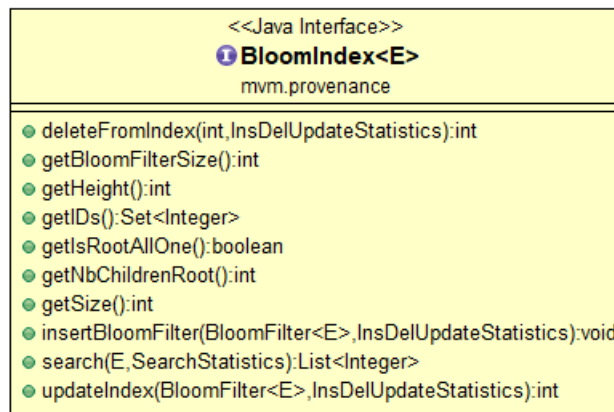 <<Java Interface>>
I BloomIndex<E>
mvm.provenance
deleteFromIndex(int,InsDelUpdateStatistics):int
getBloomFilterSize():int
getHeight():int
getIDs():Set<Integer>
getIsRootAllOne():boolean
getNbChildrenRoot():int
getSize():int
insertBloomFilter(BloomFilter<E>,InsDelUpdateStatistics):void
search(E,SearchStatistics):List<Integer>
updateIndex(BloomFilter<E>,InsDelUpdateStatistics):int